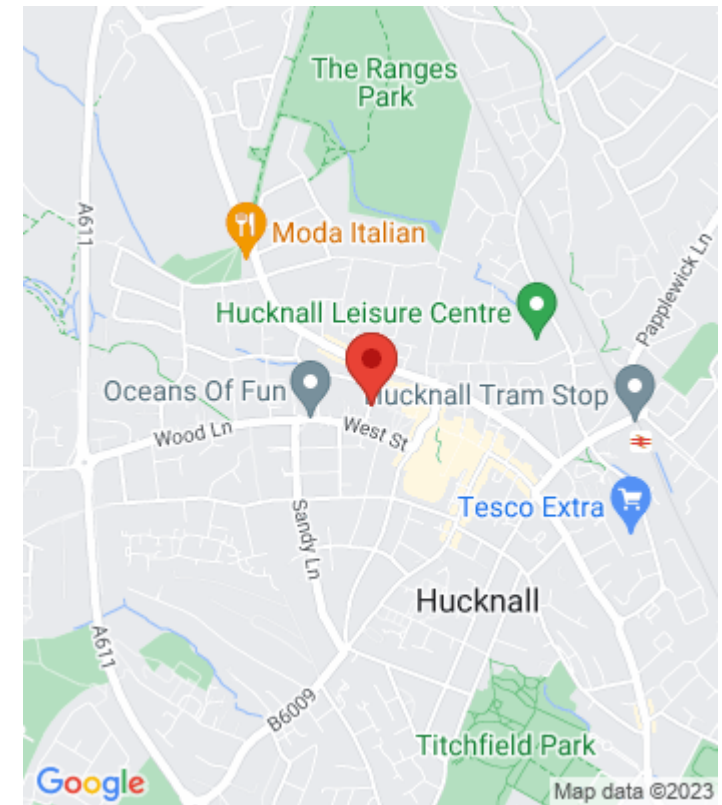 The Ranges
Park
A611
Moda Italian
Papplewick Ln
Hucknall Leisure Centre
Oceans Of Fun
Hucknall Tram Stop
Wood Ln
West St
Tesco Extra
Sandy Ln
Hucknall
A611
B6009
Titchfield Park
Google
Map data ©2023